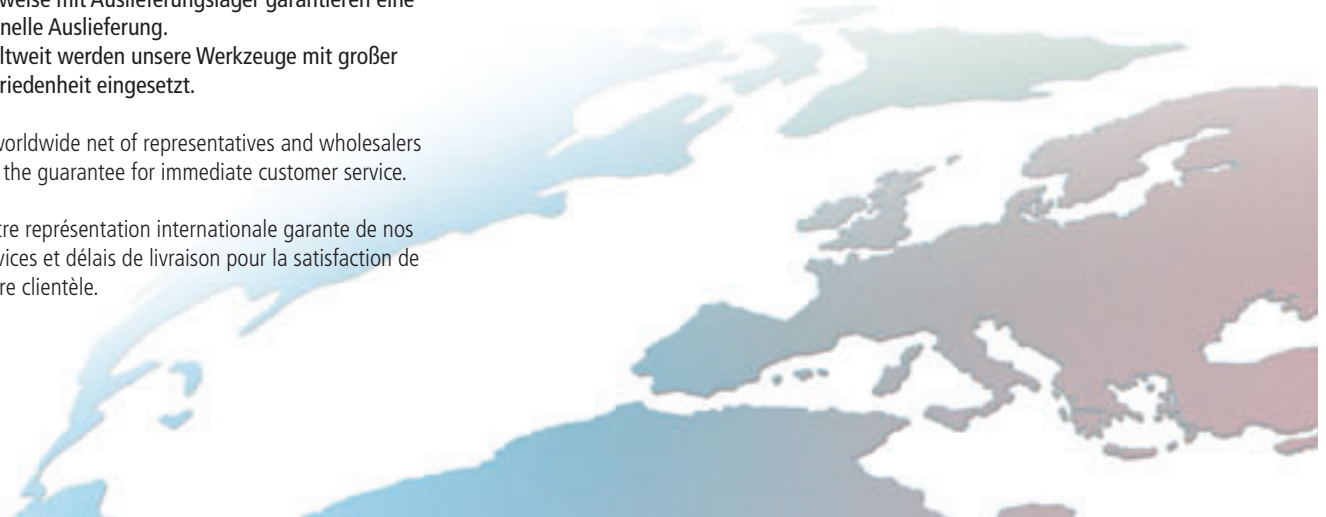 weise mit Auslieferungslager garantieren eine
nelle Auslieferung.
ltweit werden unsere Werkzeuge mit großer
riedenheit eingesetzt.
worldwide net of representatives and wholesalers
the guarantee for immediate customer service.
tre représentation internationale garante de nos
vices et délais de livraison pour la satisfaction de
re clientèle.